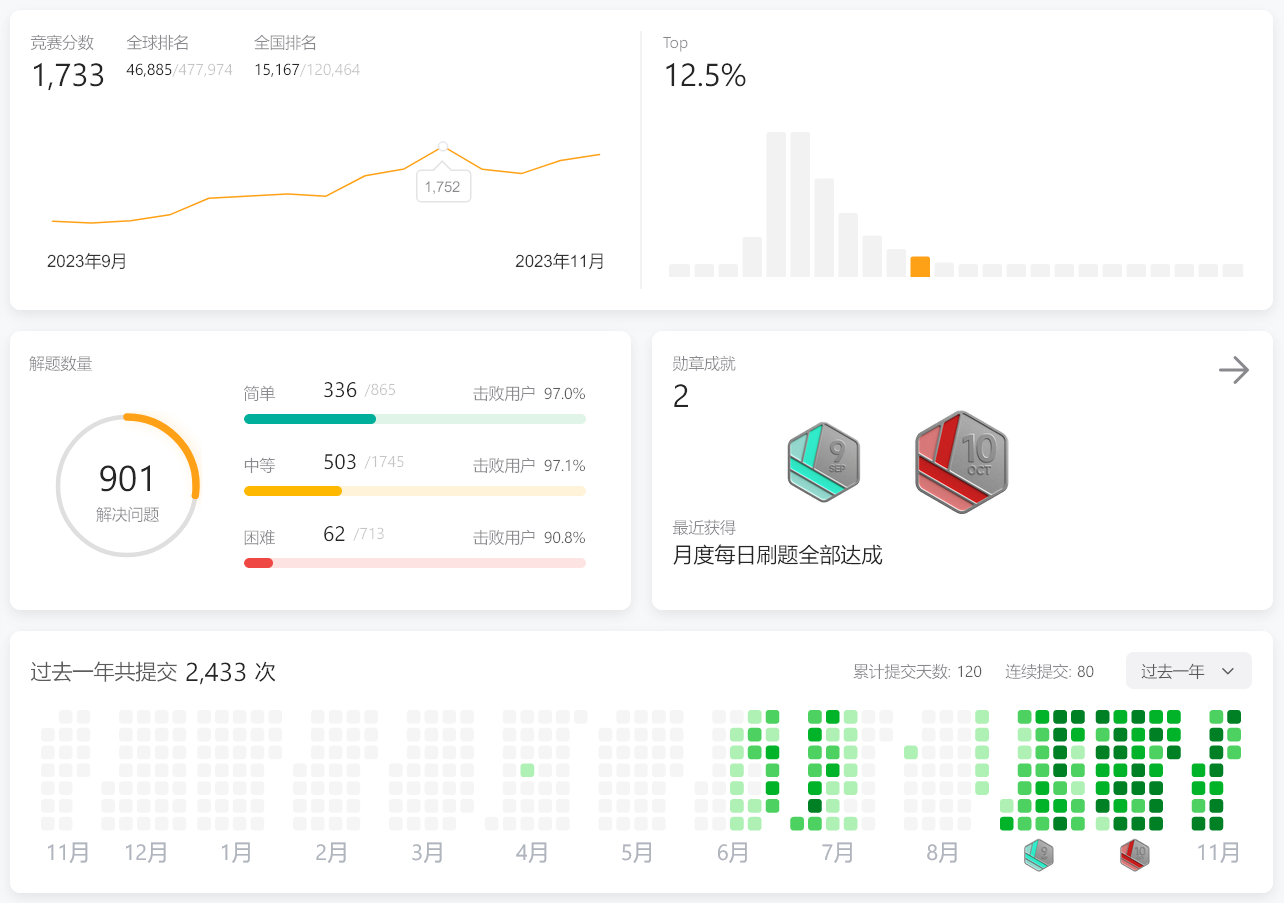 竞赛分数 全球排名 全国排名
1,733 46,885/477,974 15,167/120,464
1,752
2023年9月 2023年11月
Top
12.5%
解题数量
901
解决问题
简单 336 /865 击败用户 97.0%
中等 503 /1745 击败用户 97.1%
困难 62 /713 击败用户 90.8%
勋章成就
2
9
SEP
10
OCT
最近获得
月度每日刷题全部达成
过去一年共提交 2,433 次
累计提交天数: 120 连续提交: 80 过去一年
11月 12月 1月 2月 3月 4月 5月 6月 7月 8月 9 10 11月